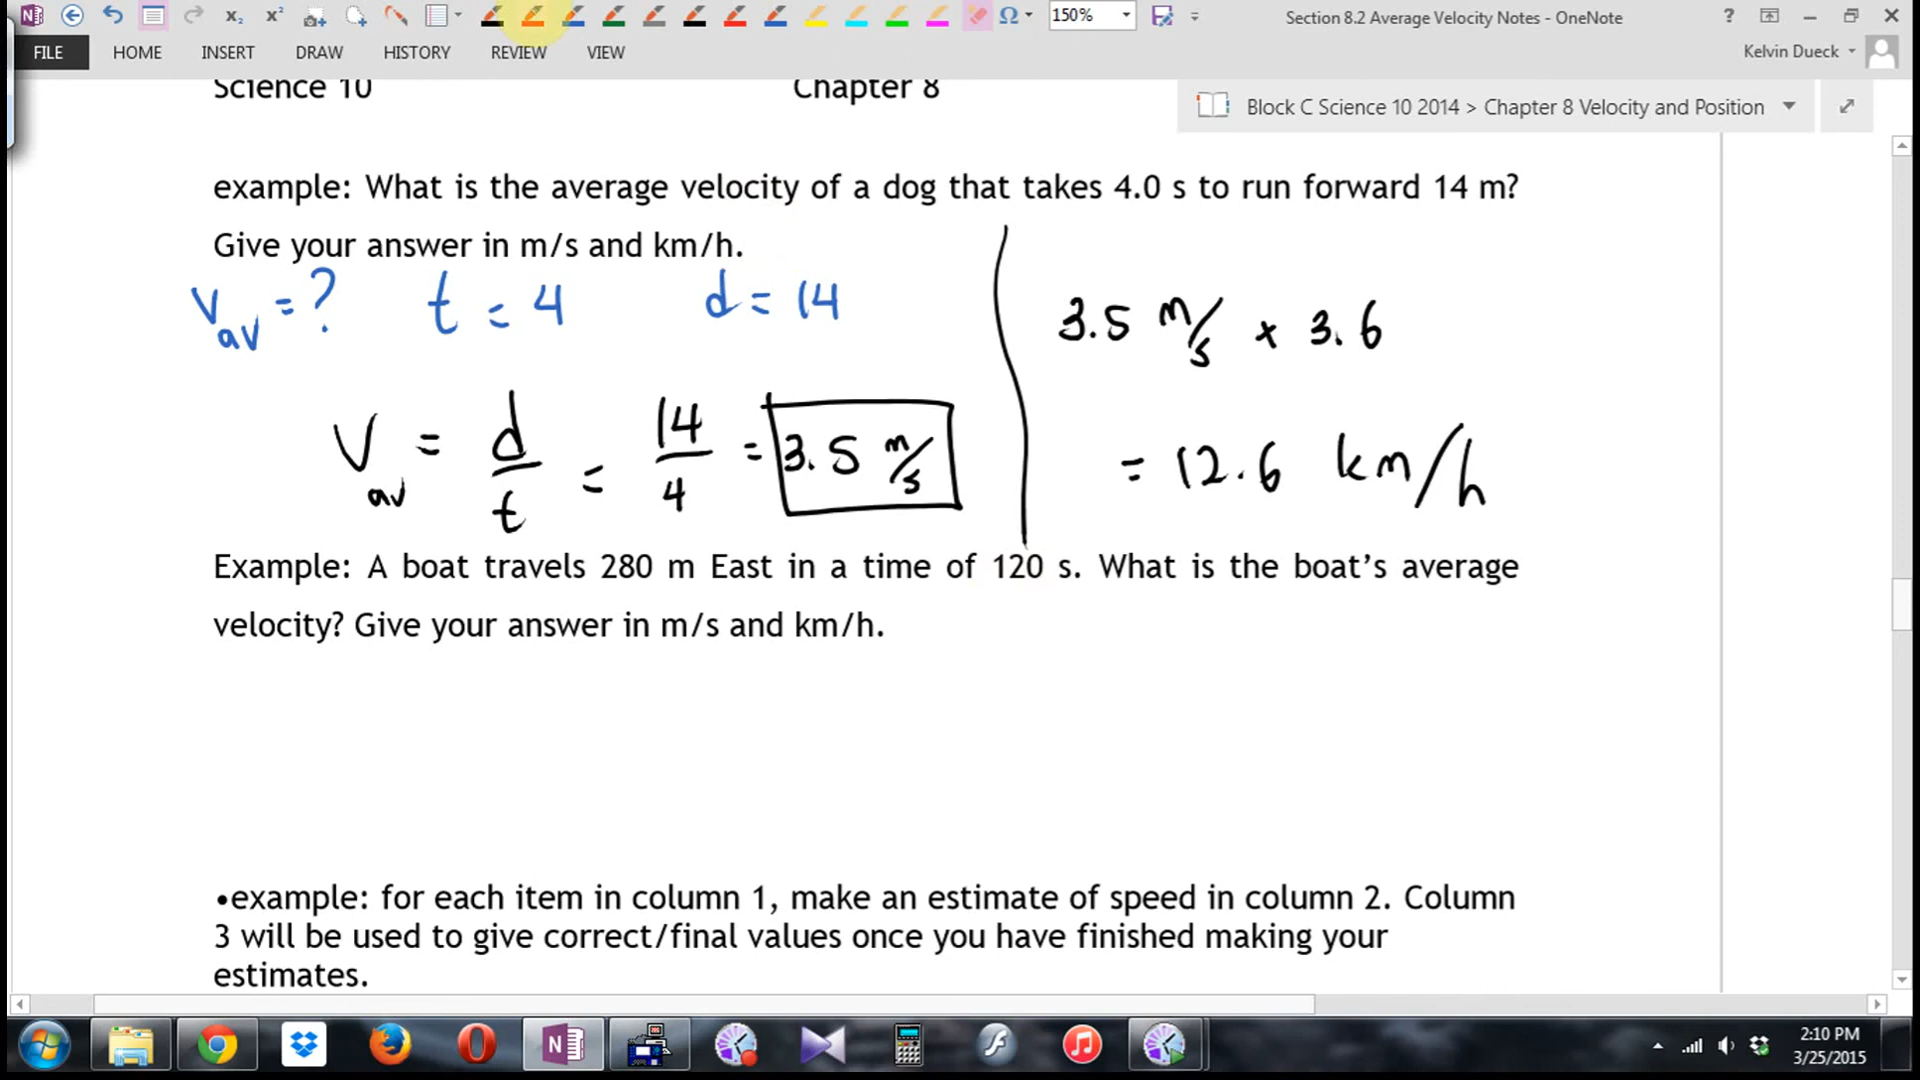 150%
Section 8.2 Average Velocity Notes - OneNote
FILE HOME INSERT DRAW HISTORY REVIEW VIEW
Kelvin Dueck
Science 10 Chapter 8
Block C Science 10 2014 > Chapter 8 Velocity and Position
example: What is the average velocity of a dog that takes 4.0 s to run forward 14 m?
Give your answer in m/s and km/h.
Vav = ? t = 4 d = 14
3.5 m/s x 3.6
Vav = d/t = 14/4 = 3.5 m/s
= 12.6 km/h
Example: A boat travels 280 m East in a time of 120 s. What is the boat’s average
velocity? Give your answer in m/s and km/h.
•example: for each item in column 1, make an estimate of speed in column 2. Column
3 will be used to give correct/final values once you have finished making your
estimates.
2:10 PM
3/25/2015